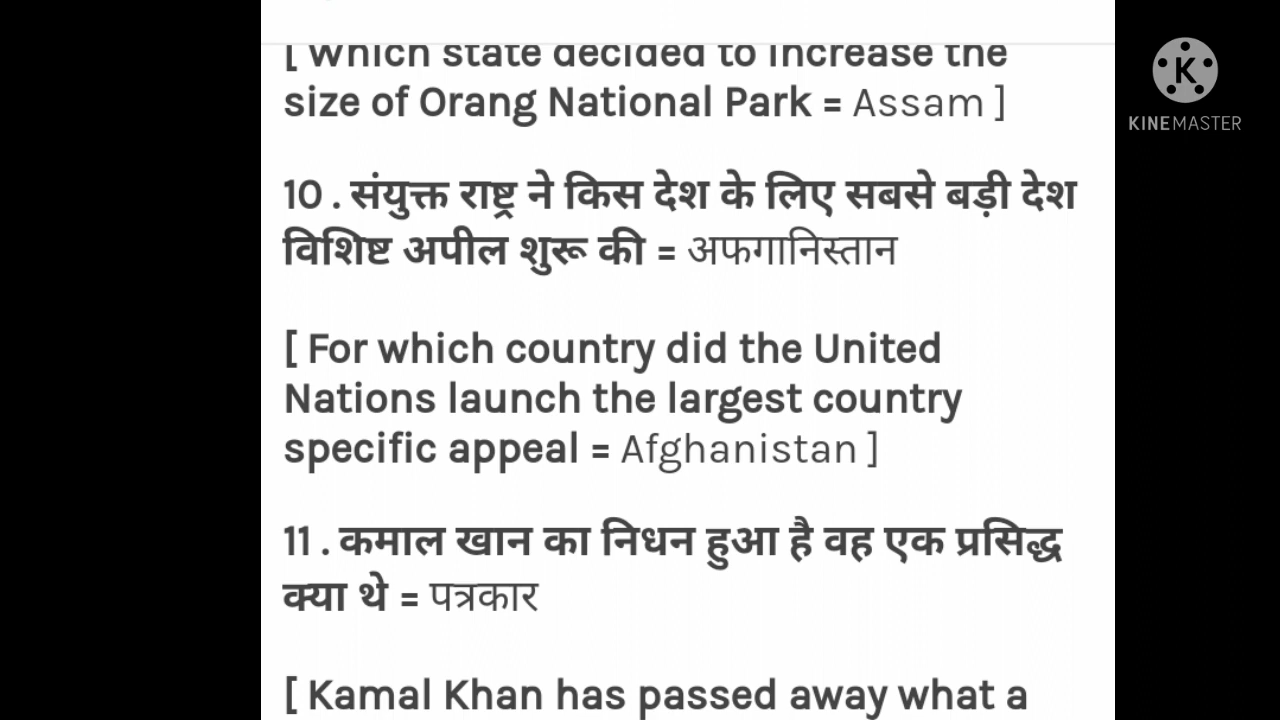 [ Which state decided to increase the
size of Orang National Park = Assam ]
10 . संयुक्त राष्ट्र ने किस देश के लिए सबसे बड़ी देश
विशिष्ट अपील शुरू की = अफगानिस्तान
[ For which country did the United
Nations launch the largest country
specific appeal = Afghanistan ]
11 . कमाल खान का निधन हुआ है वह एक प्रसिद्ध
क्या थे = पत्रकार
[ Kamal Khan has passed away what a
K
KINEMASTER